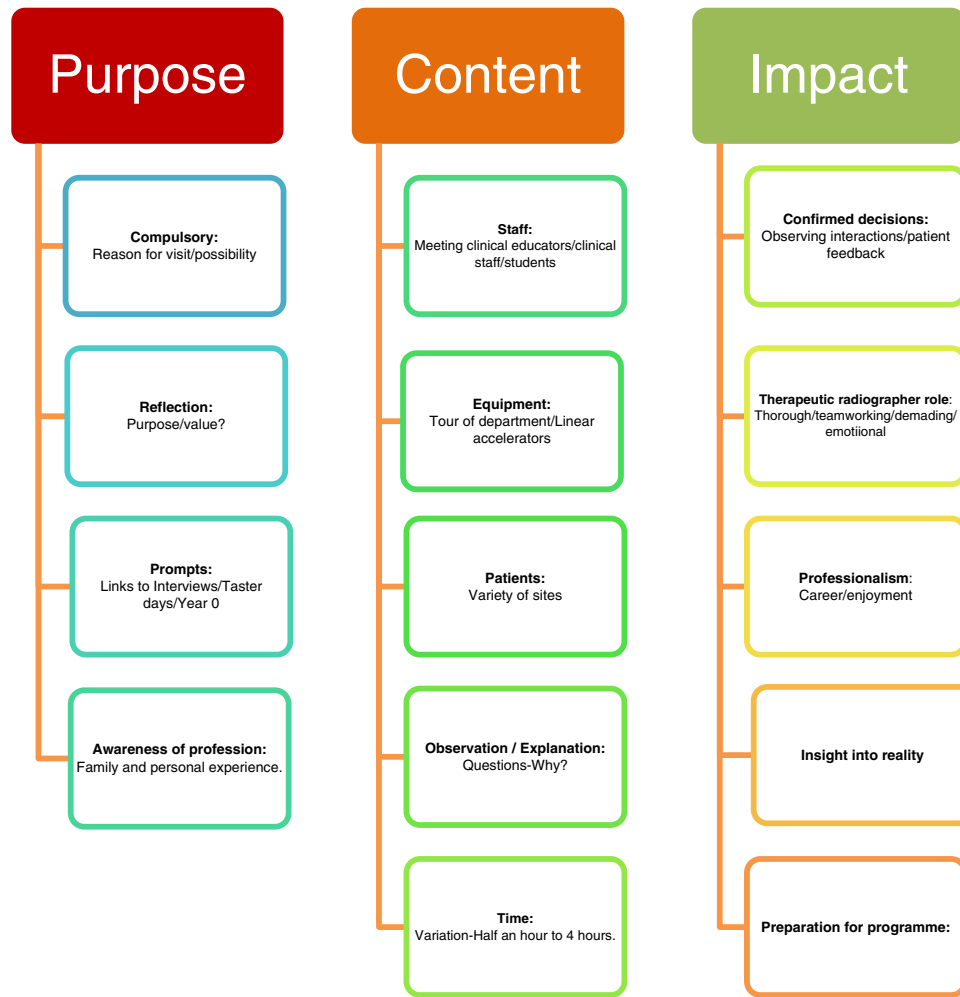 Purpose
Compulsory:
Reason for visit/possibility
Reflection:
Purpose/value?
Prompts:
Links to Interviews/Taster
days/Year 0
Awareness of profession:
Family and personal experience.
Content
Staff:
Meeting clinical educators/clinical
staff/students
Equipment:
Tour of department/Linear
accelerators
Patients:
Variety of sites
Observation / Explanation:
Questions-Why?
Time:
Variation-Half an hour to 4 hours.
Impact
Confirmed decisions:
Observing interactions/patient
feedback
Therapeutic radiographer role:
Thorough/teamworking/demading/
emotiional
Professionalism:
Career/enjoyment
Insight into reality
Preparation for programme: